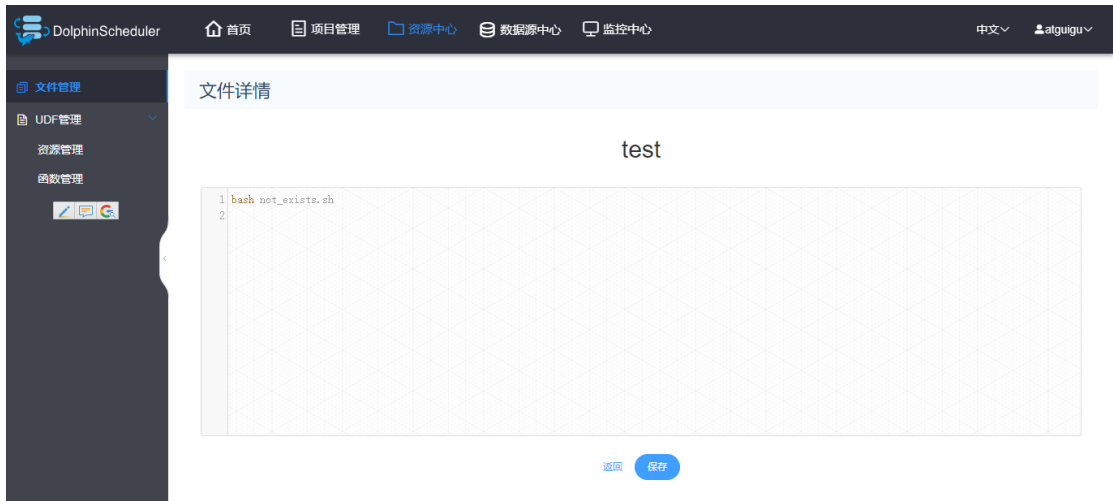 DolphinScheduler 首页 项目管理 资源中心 数据源中心 监控中心 中文 atguigu
文件管理
UDF管理
资源管理
函数管理
文件详情
test
1 bash not_exists.sh
2
返回 保存